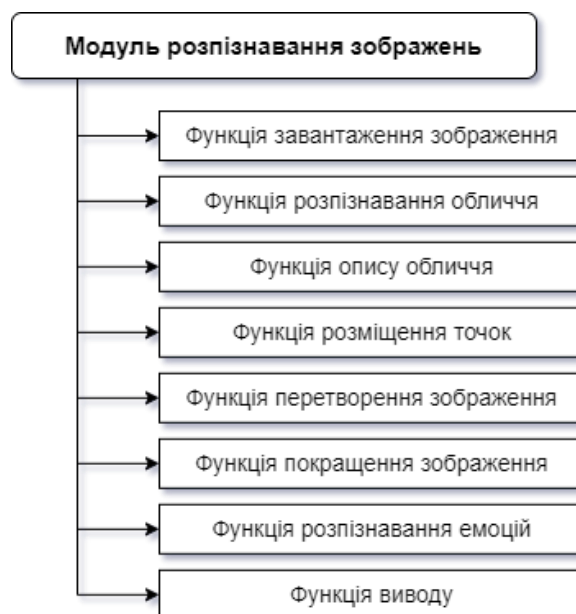 Модуль розпізнавання зображень
Функція завантаження зображення
Функція розпізнавання обличчя
Функція опису обличчя
Функція розміщення точок
Функція перетворення зображення
Функція покращення зображення
Функція розпізнавання емоцій
Функція виводу